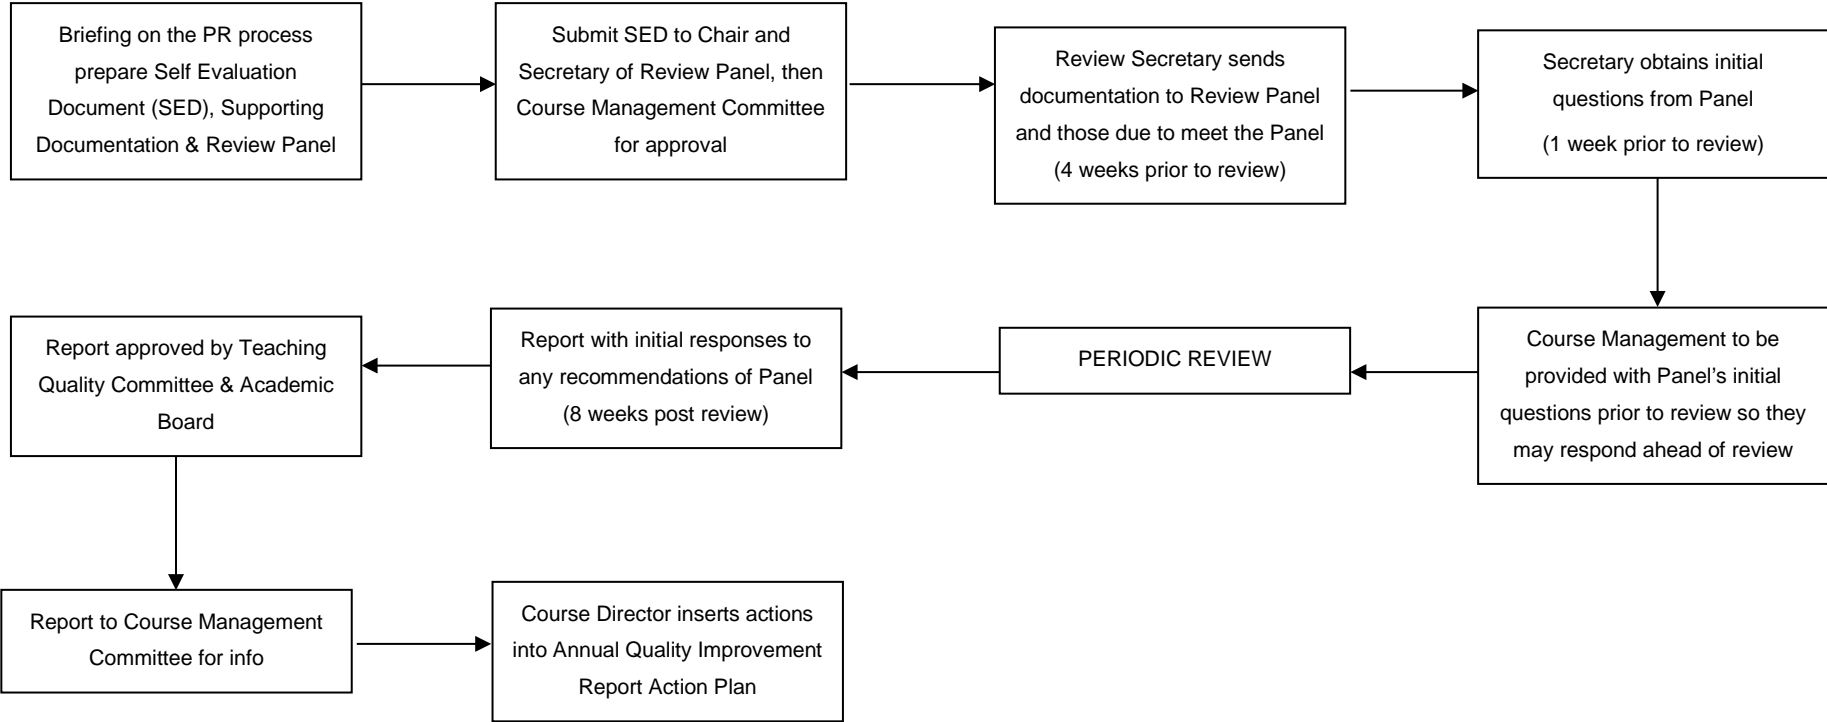 Briefing on the PR process
prepare Self Evaluation
Document (SED), Supporting
Documentation & Review Panel
Submit SED to Chair and
Secretary of Review Panel, then
Course Management Committee
for approval
Review Secretary sends
documentation to Review Panel
and those due to meet the Panel
(4 weeks prior to review)
Secretary obtains initial
questions from Panel
(1 week prior to review)
Course Management to be
provided with Panel’s initial
questions prior to review so they
may respond ahead of review
PERIODIC REVIEW
Report with initial responses to
any recommendations of Panel
(8 weeks post review)
Report approved by Teaching
Quality Committee & Academic
Board
Report to Course Management
Committee for info
Course Director inserts actions
into Annual Quality Improvement
Report Action Plan